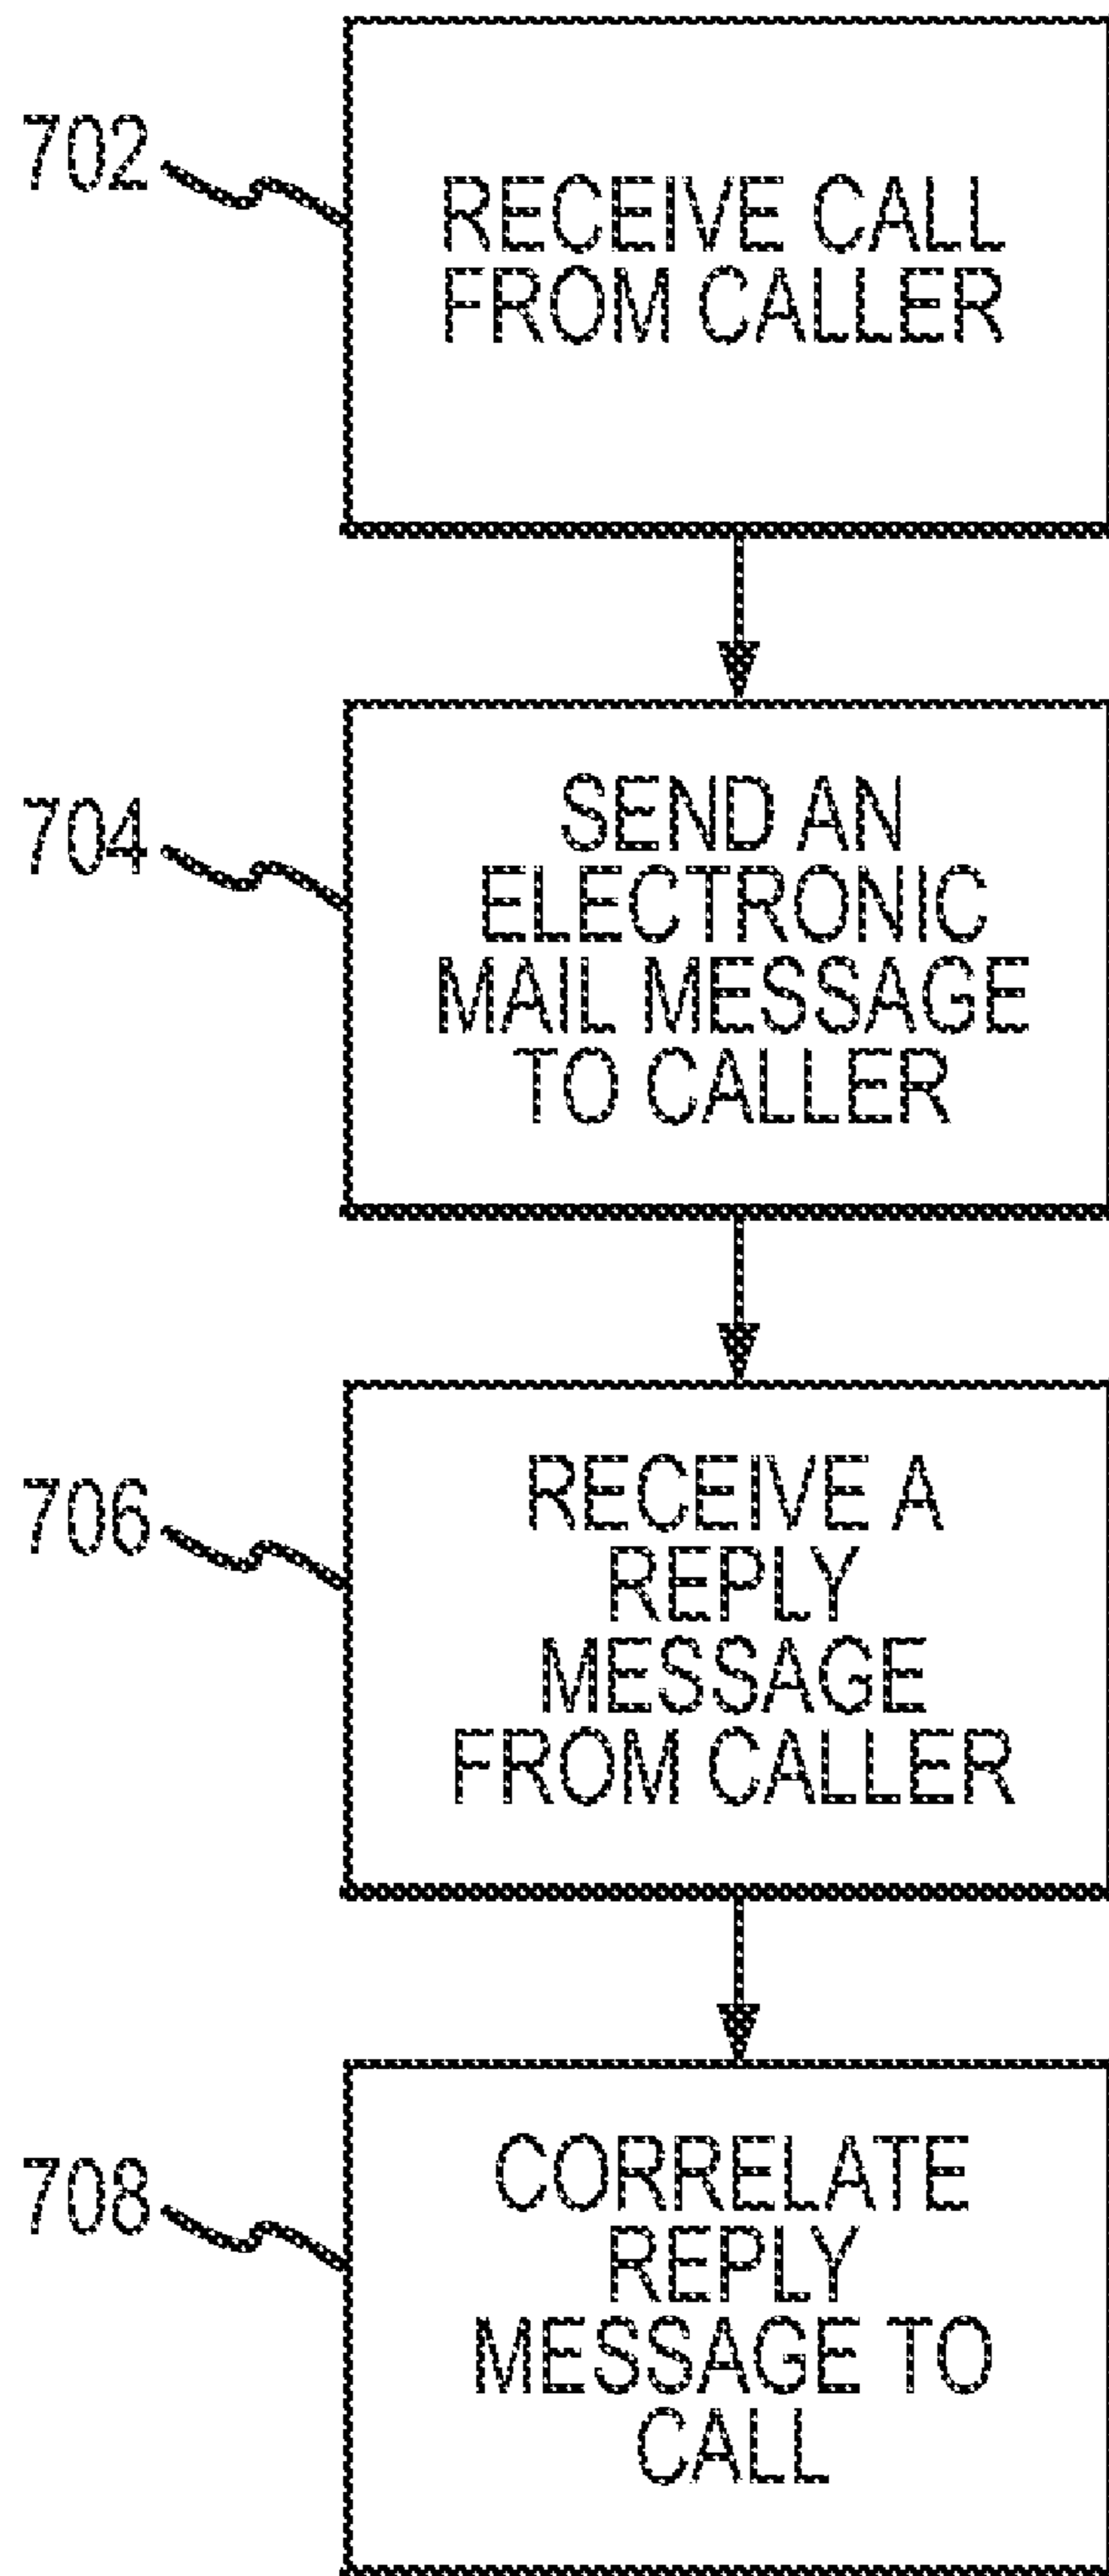 702
RECEIVE CALL
FROM CALLER
704
SEND AN
ELECTRONIC
MAIL MESSAGE
TO CALLER
706
RECEIVE A
REPLY
MESSAGE
FROM CALLER
708
CORRELATE
REPLY
MESSAGE TO
CALL